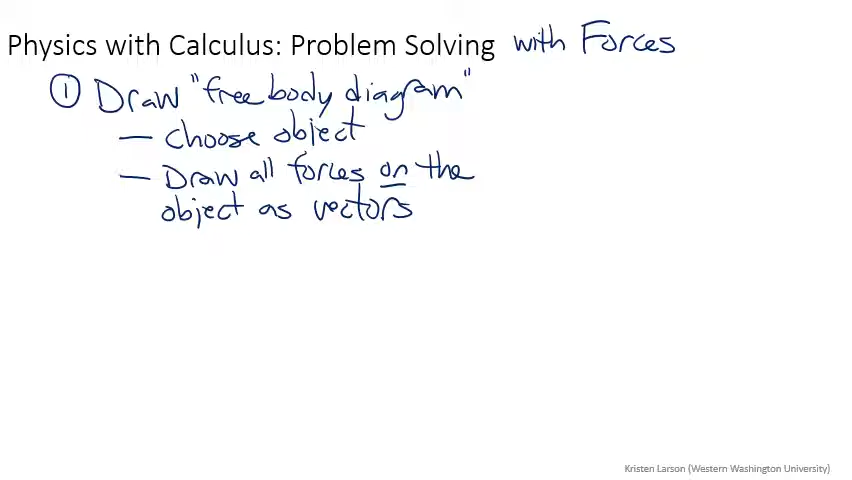 Physics with Calculus: Problem Solving with Forces
① Draw "free body diagram"
— choose object
— Draw all forces on the
object as vectors
Kristen Larson (Western Washington University)